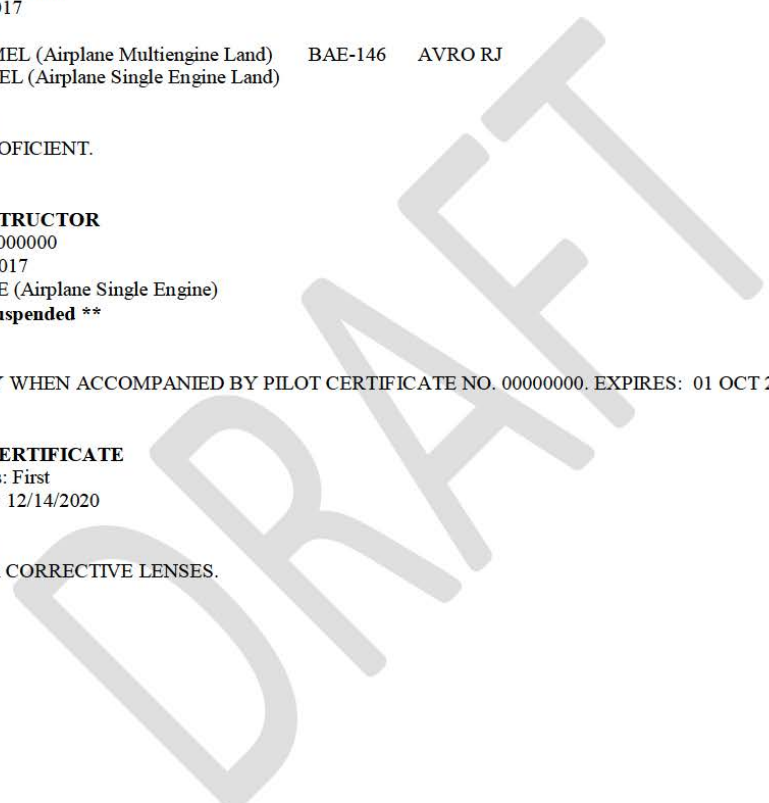 017
MEL (Airplane Multiengine Land) BAE-146 AVRO RJ
EL (Airplane Single Engine Land)
OFICIENT.
TRUCTOR
000000
017
E (Airplane Single Engine)
uspended **
Y WHEN ACCOMPANIED BY PILOT CERTIFICATE NO. 00000000. EXPIRES: 01 OCT 2
ERTIFICATE
s: First
: 12/14/2020
CORRECTIVE LENSES.
DRAFT